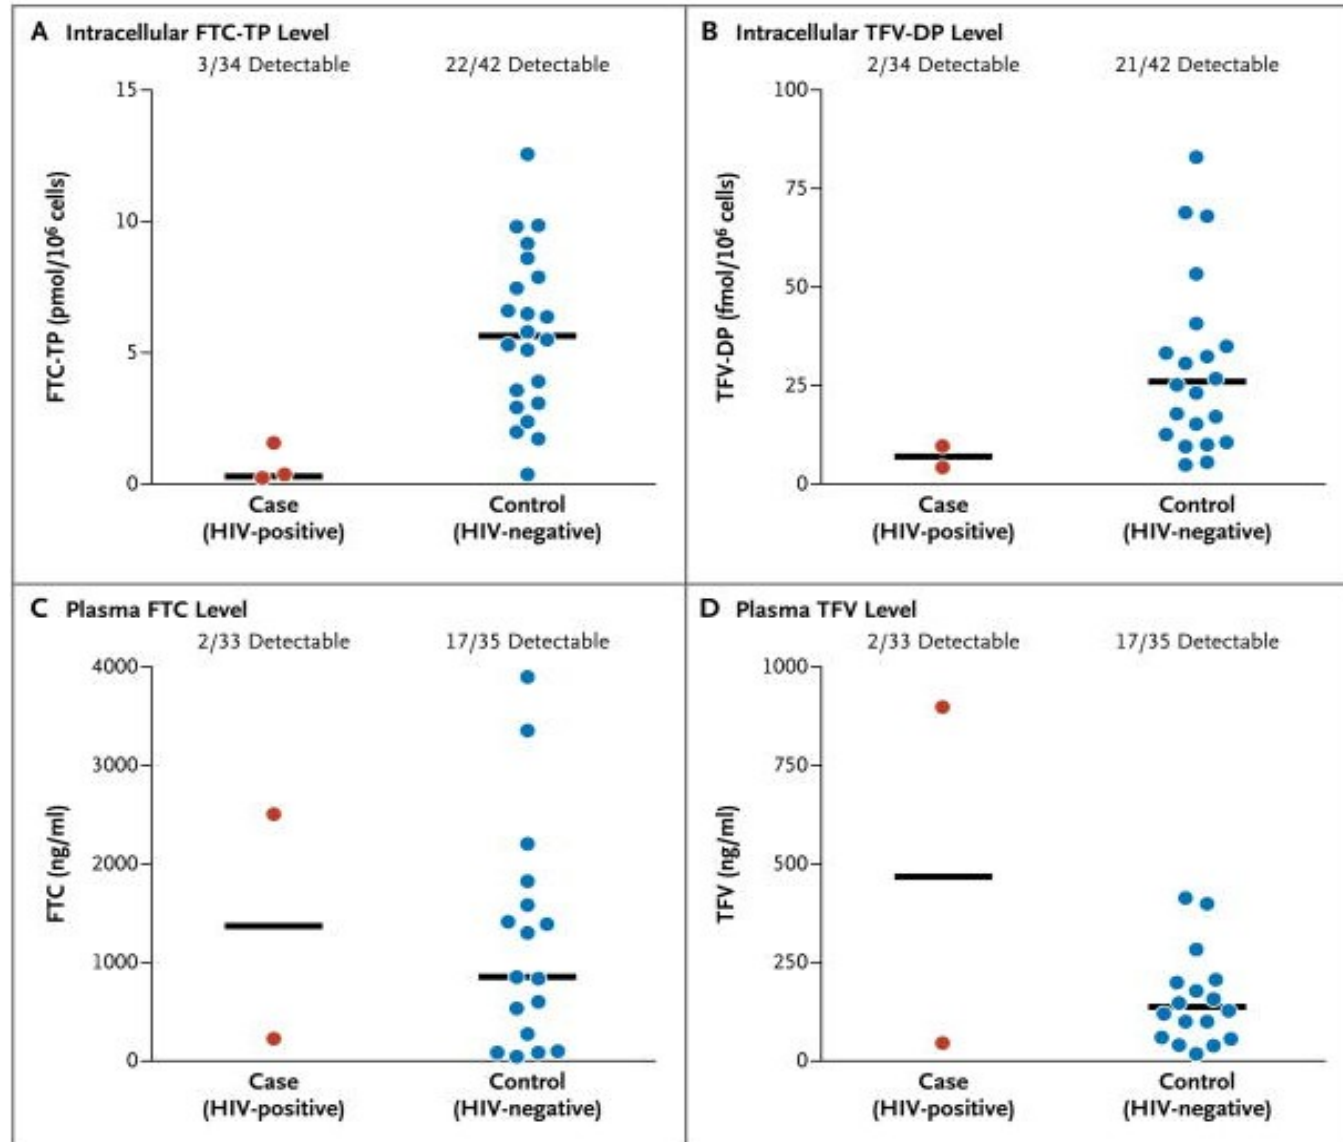 A Intracellular FTC-TP Level
3/34 Detectable 22/42 Detectable
15
10
5
0
FTC-TP (pmol/10⁶ cells)
Case
(HIV-positive)
Control
(HIV-negative)
B Intracellular TFV-DP Level
2/34 Detectable 21/42 Detectable
100
75
50
25
0
TFV-DP (fmol/10⁶ cells)
Case
(HIV-positive)
Control
(HIV-negative)
C Plasma FTC Level
2/33 Detectable 17/35 Detectable
4000
3000
2000
1000
0
FTC (ng/ml)
Case
(HIV-positive)
Control
(HIV-negative)
D Plasma TFV Level
2/33 Detectable 17/35 Detectable
1000
750
500
250
0
TFV (ng/ml)
Case
(HIV-positive)
Control
(HIV-negative)